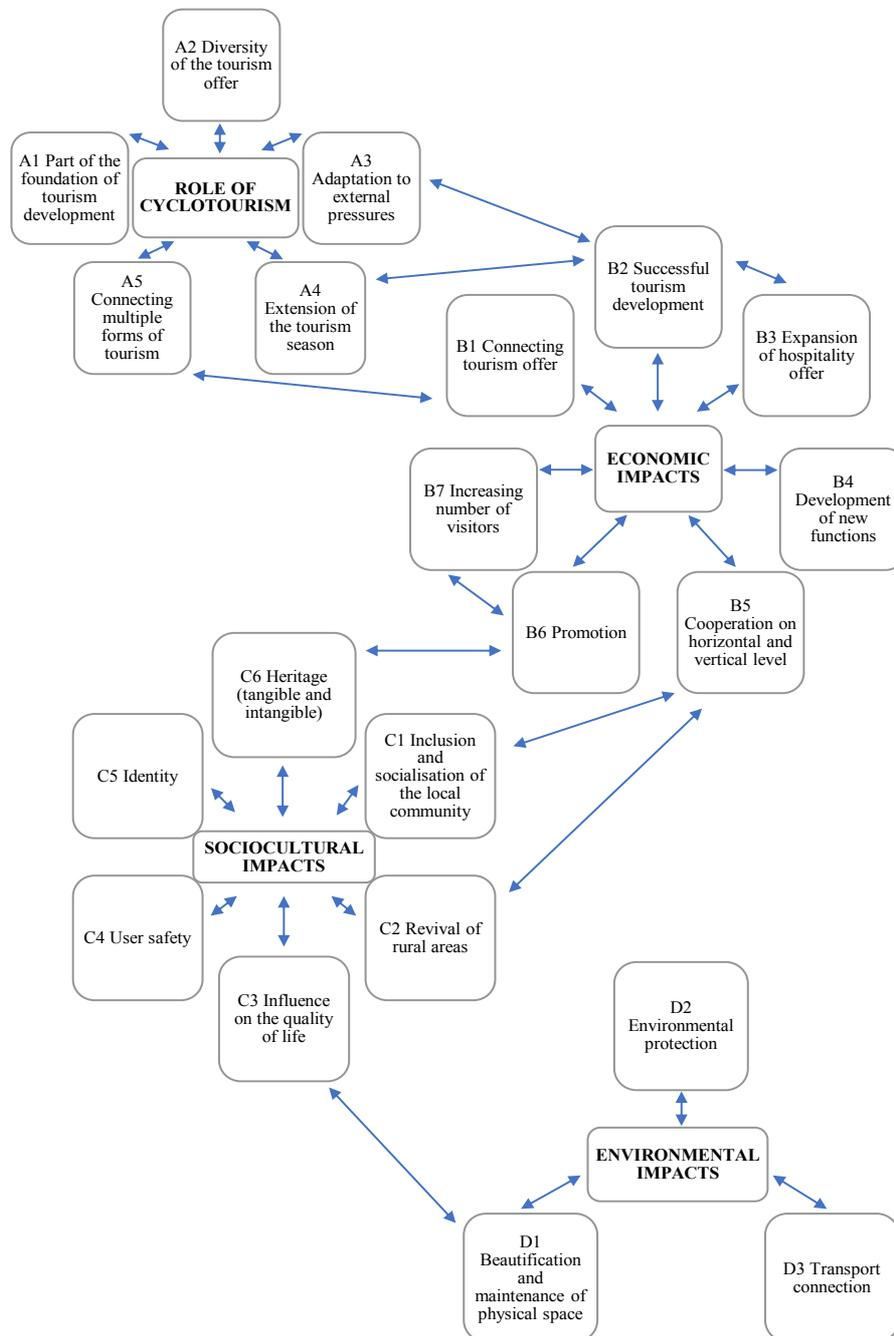 A2 Diversity
of the tourism
offer
A1 Part of the
foundation of
tourism
development
ROLE OF
CYCLOTOURISM
A3
Adaptation to
external
pressures
A5
Connecting
multiple
forms of
tourism
A4
Extension of
the tourism
season
B2 Successful
tourism
development
B1 Connecting
tourism offer
B3 Expansion
of hospitality
offer
ECONOMIC
IMPACTS
B7 Increasing
number of
visitors
B4
Development
of new
functions
B6 Promotion
B5
Cooperation on
horizontal and
vertical level
C6 Heritage
(tangible and
intangible)
C5 Identity
C1 Inclusion
and
socialisation of
the local
community
SOCIOCULTURAL
IMPACTS
C4 User safety
C2 Revival of
rural areas
C3 Influence
on the quality
of life
D2
Environmental
protection
ENVIRONMENTAL
IMPACTS
D1
Beautification
and
maintenance of
physical space
D3 Transport
connection